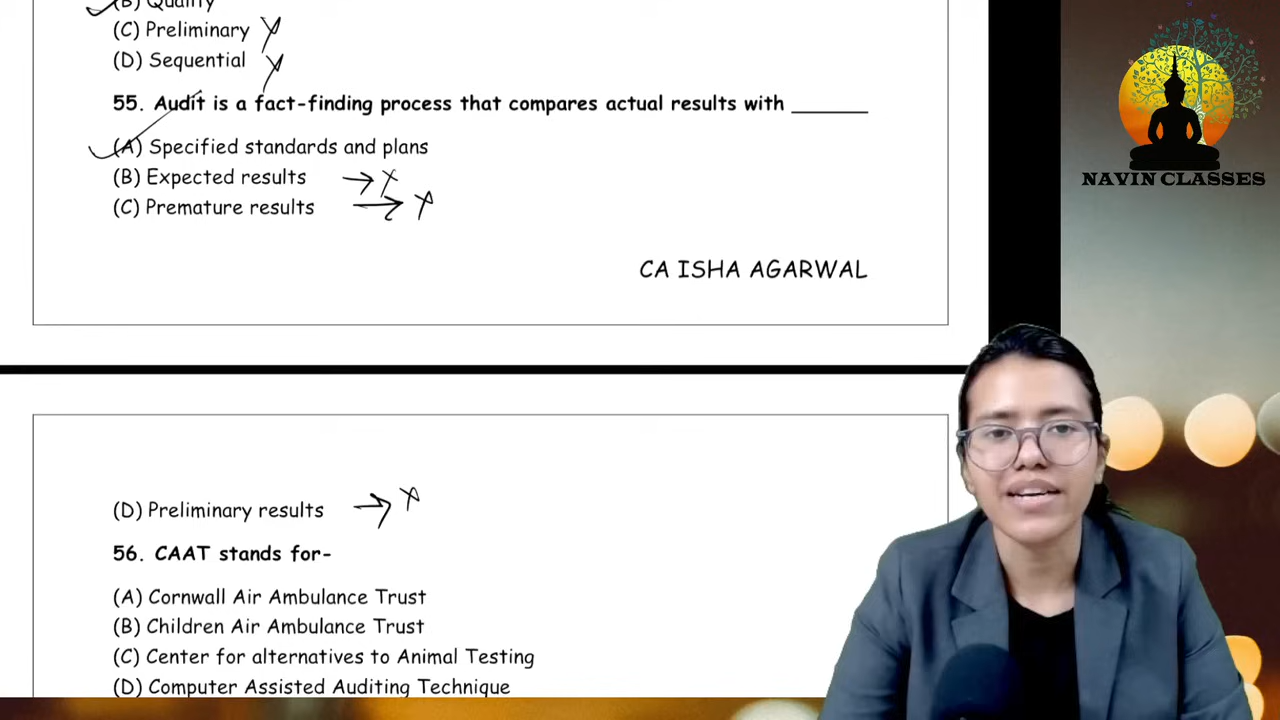 (B) Quality
(C) Preliminary
(D) Sequential
55. Audit is a fact-finding process that compares actual results with _______
(A) Specified standards and plans
(B) Expected results
(C) Premature results
CA ISHA AGARWAL
(D) Preliminary results
56. CAAT stands for-
(A) Cornwall Air Ambulance Trust
(B) Children Air Ambulance Trust
(C) Center for alternatives to Animal Testing
(D) Computer Assisted Auditing Technique
NAVIN CLASSES